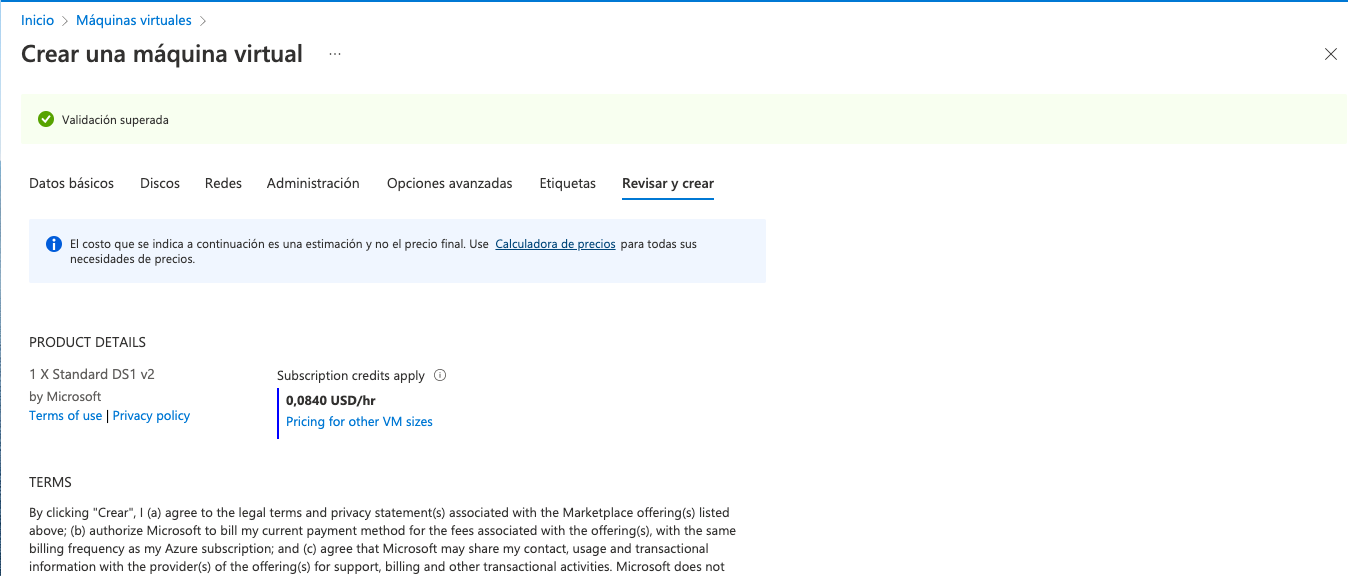 Inicio > Máquinas virtuales >
Crear una máquina virtual ...
Validación superada
Datos básicos Discos Redes Administración Opciones avanzadas Etiquetas Revisar y crear
El costo que se indica a continuación es una estimación y no el precio final. Use Calculadora de precios para todas sus
necesidades de precios.
PRODUCT DETAILS
1 X Standard DS1 v2
by Microsoft
Terms of use | Privacy policy
Subscription credits apply
0,0840 USD/hr
Pricing for other VM sizes
TERMS
By clicking "Crear", I (a) agree to the legal terms and privacy statement(s) associated with the Marketplace offering(s) listed
above; (b) authorize Microsoft to bill my current payment method for the fees associated with the offering(s), with the same
billing frequency as my Azure subscription; and (c) agree that Microsoft may share my contact, usage and transactional
information with the provider(s) of the offering(s) for support, billing and other transactional activities. Microsoft does not